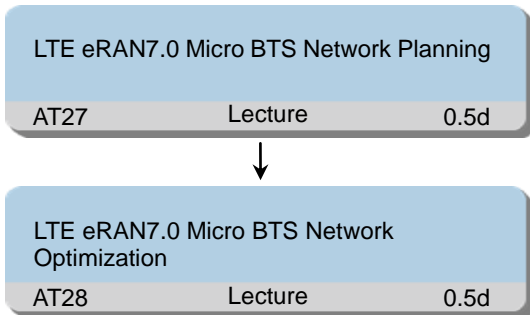 LTE eRAN7.0 Micro BTS Network Planning
AT27 Lecture 0.5d
LTE eRAN7.0 Micro BTS Network
Optimization
AT28 Lecture 0.5d